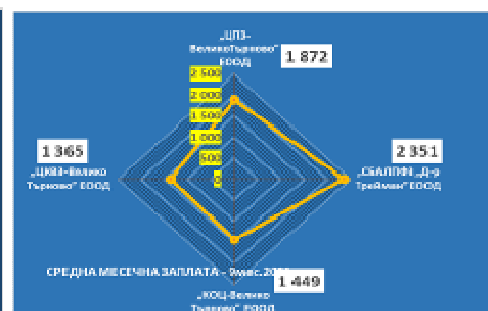 „ЦПЗ–
ВеликоТърново"
ЕООД
1 872
2 500
2 000
1 500
1 000
500
0
1 365
„ЦКВЗ-Велико
Търново" ЕООД
2 351
„СБАЛПФЗ „Д-р
Трейман" ЕООД
СРЕДНА МЕСЕЧНА ЗАПЛАТА -
1 449
„КОЦ-Велико
Търново" ЕООД